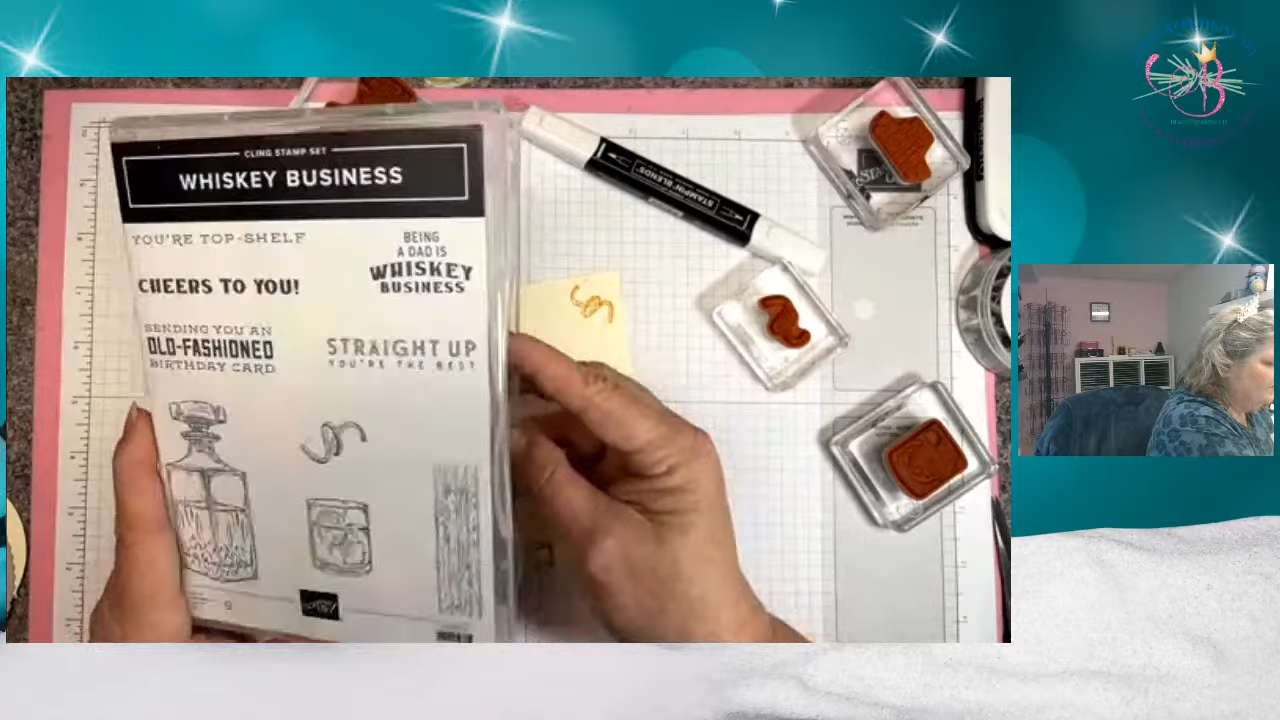 CLING STAMP SET
WHISKEY BUSINESS
YOU'RE TOP-SHELF
BEING
A DAD IS
WHISKEY
BUSINESS
CHEERS TO YOU!
SENDING YOU AN
OLD-FASHIONED
BIRTHDAY CARD
STRAIGHT UP
YOU'RE THE BEST
STAMPIN' BLENDS